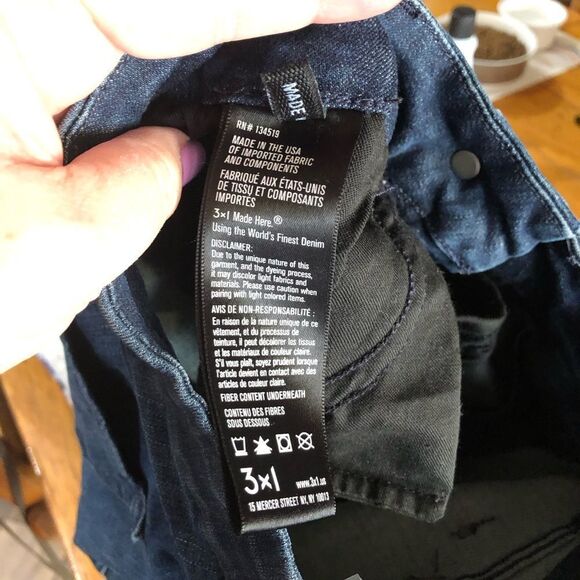 MADE
RN# 134519
MADE IN THE USA
OF IMPORTED FABRIC
AND COMPONENTS
FABRIQUÉ AUX ÉTATS-UNIS
DE TISSU ET COMPOSANTS
IMPORTÉS
3×1 Made Here.®
Using the World's Finest Denim
DISCLAIMER:
Due to the unique nature of this
garment, and the dyeing process,
it may discolor light fabrics and
materials. Please use caution when
pairing with light colored items.
AVIS DE NON-RESPONSABILITÉ :
En raison de la nature unique de ce
vêtement, et du processus de
teinture, il peut décolorer les tissus
et les matériaux de couleur claire.
S'il vous plaît, soyez prudent lorsque
l'article devient en contact avec des
articles de couleur claire.
FIBER CONTENT UNDERNEATH
CONTENU DES FIBRES
SOUS DESSOUS
3×1 www.3x1.us
15 MERCER STREET NY, NY 10013